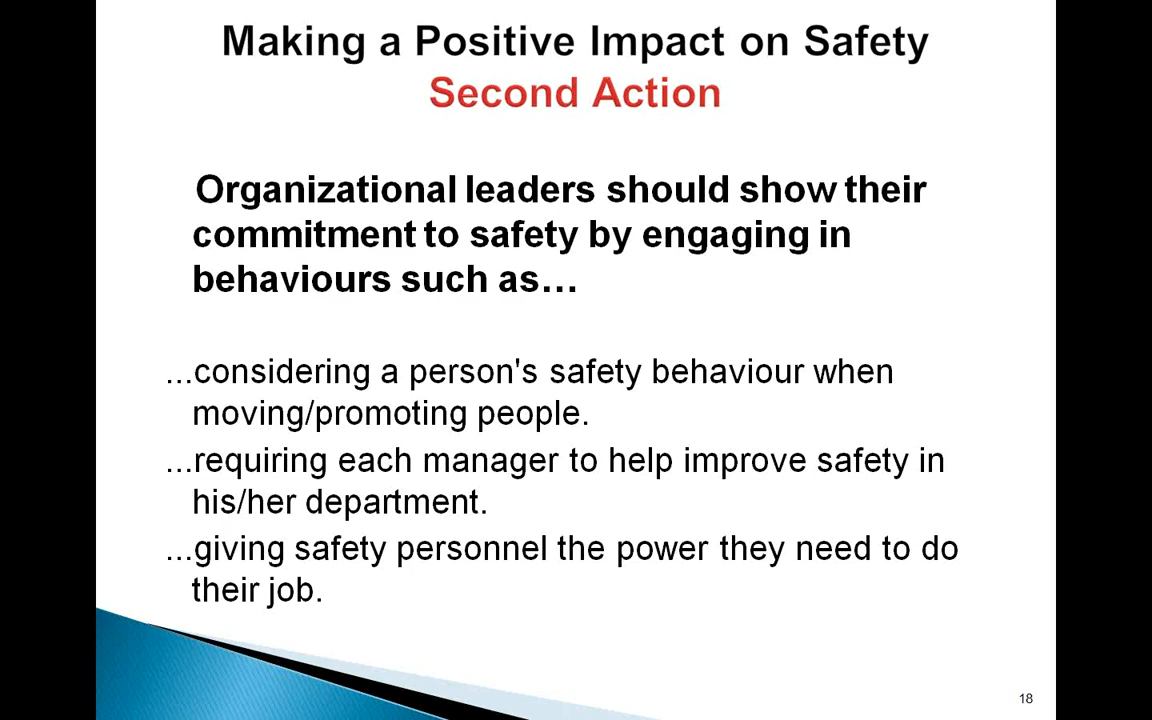 Making a Positive Impact on Safety
Second Action
Organizational leaders should show their
commitment to safety by engaging in
behaviours such as…
...considering a person's safety behaviour when
moving/promoting people.
...requiring each manager to help improve safety in
his/her department.
...giving safety personnel the power they need to do
their job.
18